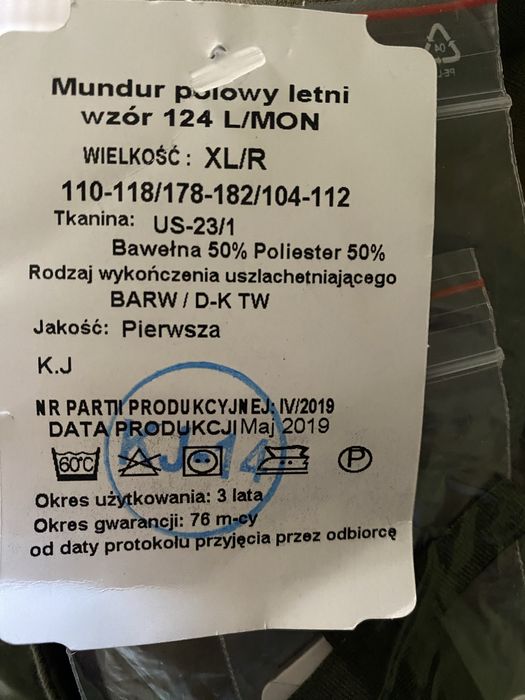 Mundur polowy letni
wzór 124 L/MON
WIELKOŚĆ : XL/R
110-118/178-182/104-112
Tkanina: US-23/1
Bawełna 50% Poliester 50%
Rodzaj wykończenia uszlachetniającego
BARW / D-K TW
Jakość: Pierwsza
K.J
NR PARTII PRODUKCYJNEJ: IV/2019
DATA PRODUKCJI Maj 2019
KJ-14
60°C
P
Okres użytkowania: 3 lata
Okres gwarancji: 76 m-cy
od daty protokołu przyjęcia przez odbiorcę
04